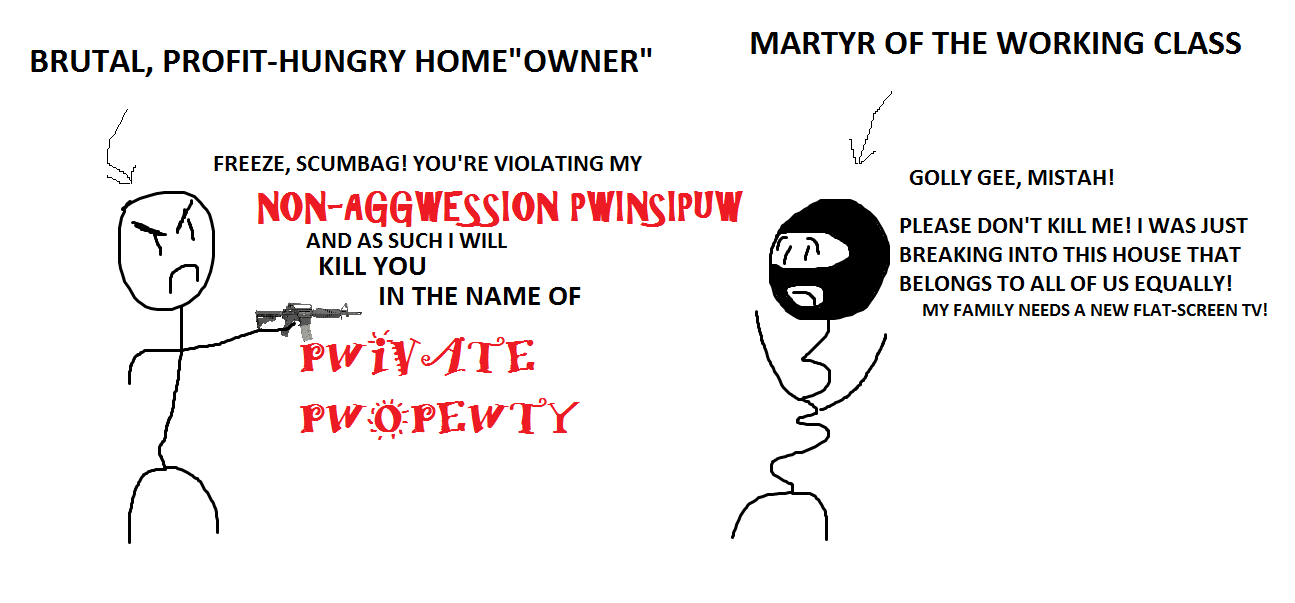 BRUTAL, PROFIT-HUNGRY HOME"OWNER"
FREEZE, SCUMBAG! YOU'RE VIOLATING MY
NON-AGGWESSION PWINSIPUW
AND AS SUCH I WILL
KILL YOU
IN THE NAME OF
PWIVATE
PWOPEWTY
MARTYR OF THE WORKING CLASS
GOLLY GEE, MISTAH!
PLEASE DON'T KILL ME! I WAS JUST
BREAKING INTO THIS HOUSE THAT
BELONGS TO ALL OF US EQUALLY!
MY FAMILY NEEDS A NEW FLAT-SCREEN TV!